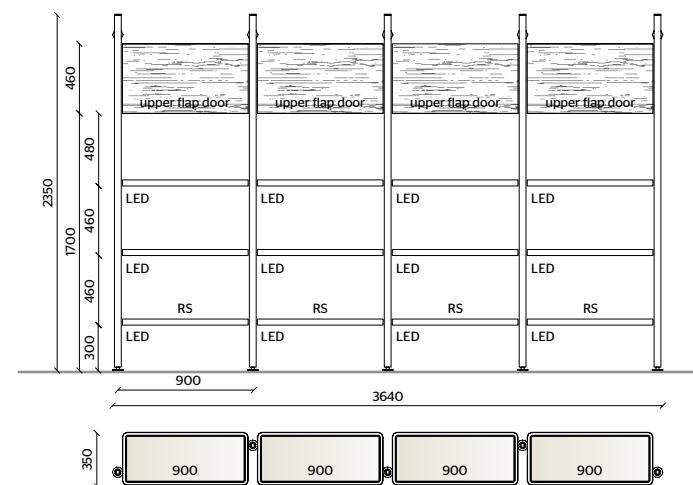 460
upper flap door upper flap door upper flap door upper flap door
480
2350
LED LED LED LED
460
1700
LED LED LED LED
460
RS RS RS RS
LED LED LED LED
300
900
3640
350
900 900 900 900